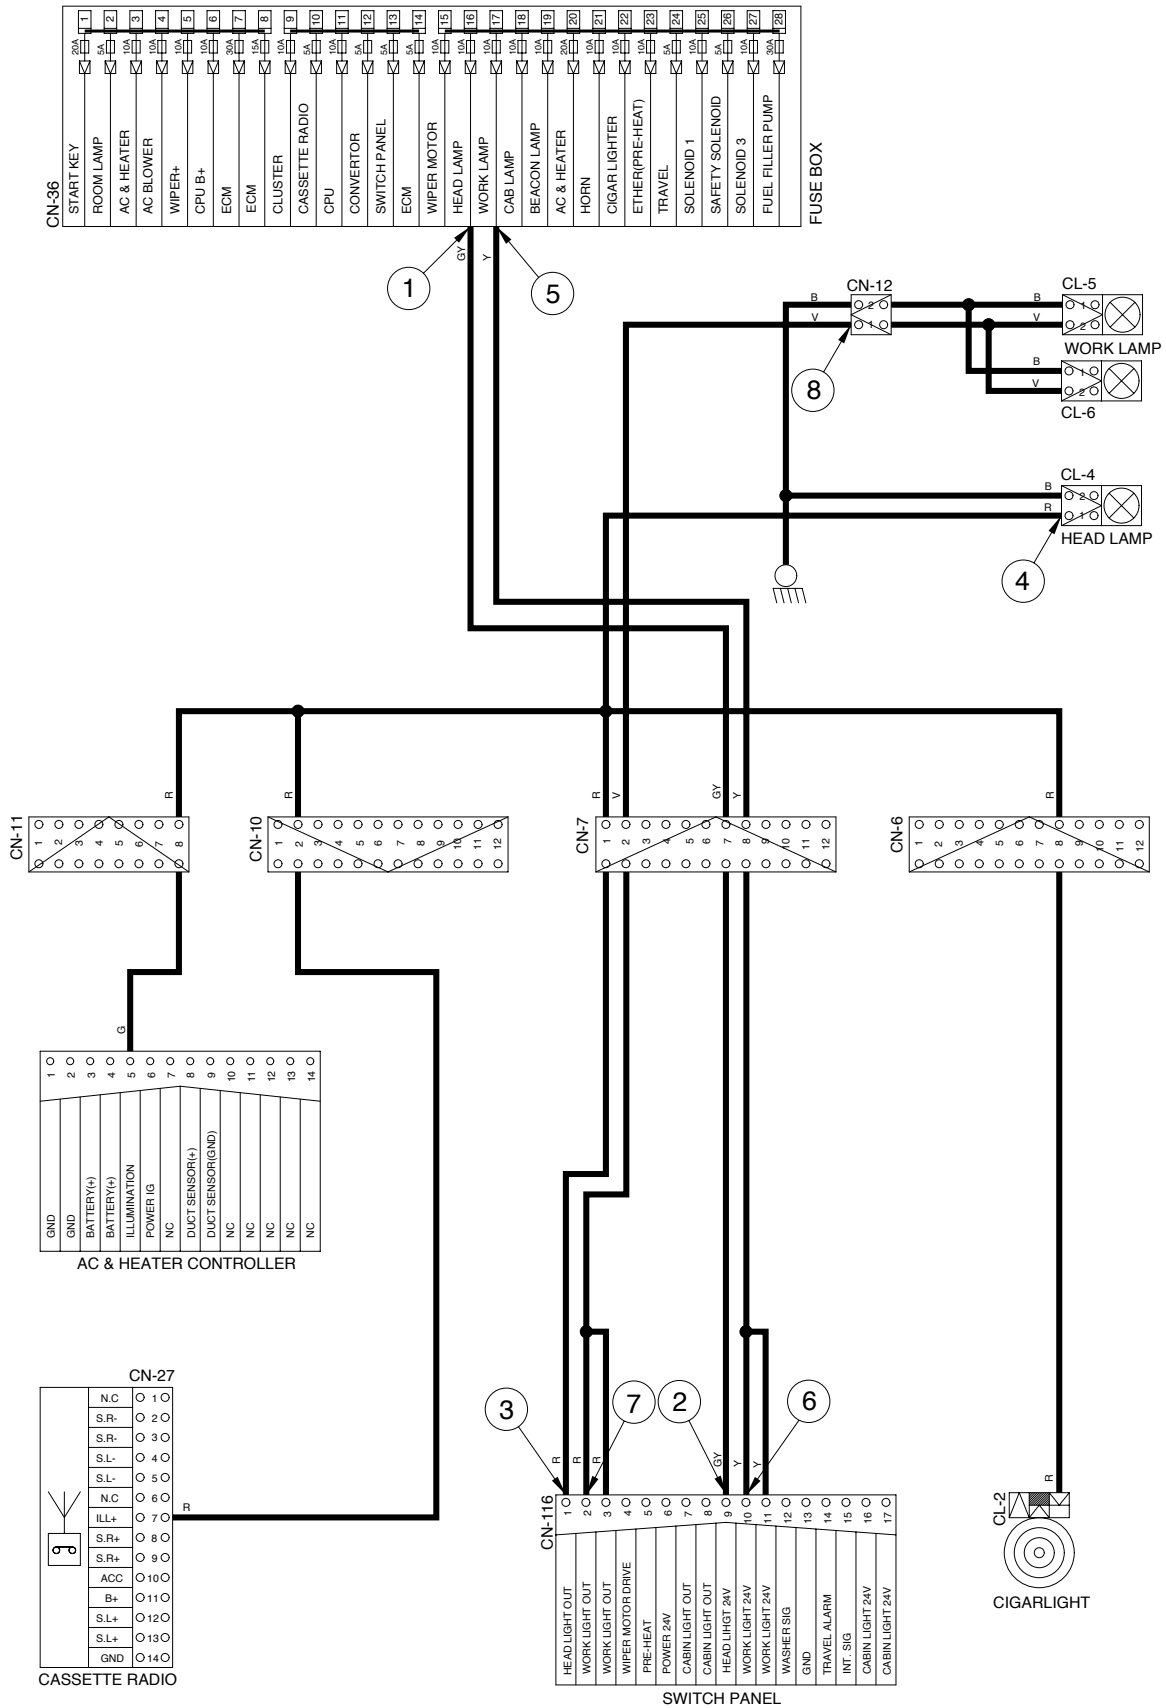 1 2 3 4 5 6 7 8 9 10 11 12 13 14 15 16 17 18 19 20 21 22 23 24 25 26 27 28
20A 5A 10A 10A 10A 10A 30A 15A 10A 5A 10A 5A 5A 5A 10A 10A 10A 10A 10A 20A 10A 10A 10A 5A 10A 5A 10A 30A
CN-36
START KEY
ROOM LAMP
AC & HEATER
AC BLOWER
WIPER+
CPU B+
ECM
ECM
CLUSTER
CASSETTE RADIO
CPU
CONVERTOR
SWITCH PANEL
ECM
WIPER MOTOR
HEAD LAMP
WORK LAMP
CAB LAMP
BEACON LAMP
AC & HEATER
HORN
CIGAR LIGHTER
ETHER(PRE-HEAT)
TRAVEL
SOLENOID 1
SAFETY SOLENOID
SOLENOID 3
FUEL FILLER PUMP
FUSE BOX
GY Y
1 5
CN-12 CL-5
B 2 B 1
V 1 V 2
WORK LAMP
8
B 1
V 2
CL-6
CL-4
B 2
R 1
HEAD LAMP
4
R R R V GY Y R
CN-11 1 2 3 4 5 6 7 8
CN-10 1 2 3 4 5 6 7 8 9 10 11 12
CN-7 1 2 3 4 5 6 7 8 9 10 11 12
CN-6 1 2 3 4 5 6 7 8 9 10 11 12
G
1 2 3 4 5 6 7 8 9 10 11 12 13 14
GND
GND
BATTERY(+)
BATTERY(+)
ILLUMINATION
POWER IG
NC
DUCT SENSOR(+)
DUCT SENSOR(GND)
NC
NC
NC
NC
NC
AC & HEATER CONTROLLER
CN-27
N.C 1
S.R- 2
S.R- 3
S.L- 4
S.L- 5
N.C 6
ILL+ 7 R
S.R+ 8
S.R+ 9
ACC 10
B+ 11
S.L+ 12
S.L+ 13
GND 14
CASSETTE RADIO
3 7 2 6
R R R GY Y Y
CN-116
1 2 3 4 5 6 7 8 9 10 11 12 13 14 15 16 17
HEAD LIGHT OUT
WORK LIGHT OUT
WORK LIGHT OUT
WIPER MOTOR DRIVE
PRE-HEAT
POWER 24V
CABIN LIGHT OUT
CABIN LIGHT OUT
HEAD LIHGT 24V
WORK LIGHT 24V
WORK LIGHT 24V
WASHER SIG
GND
TRAVEL ALARM
INT. SIG
CABIN LIGHT 24V
CABIN LIGHT 24V
SWITCH PANEL
R
CL-2
CIGARLIGHT